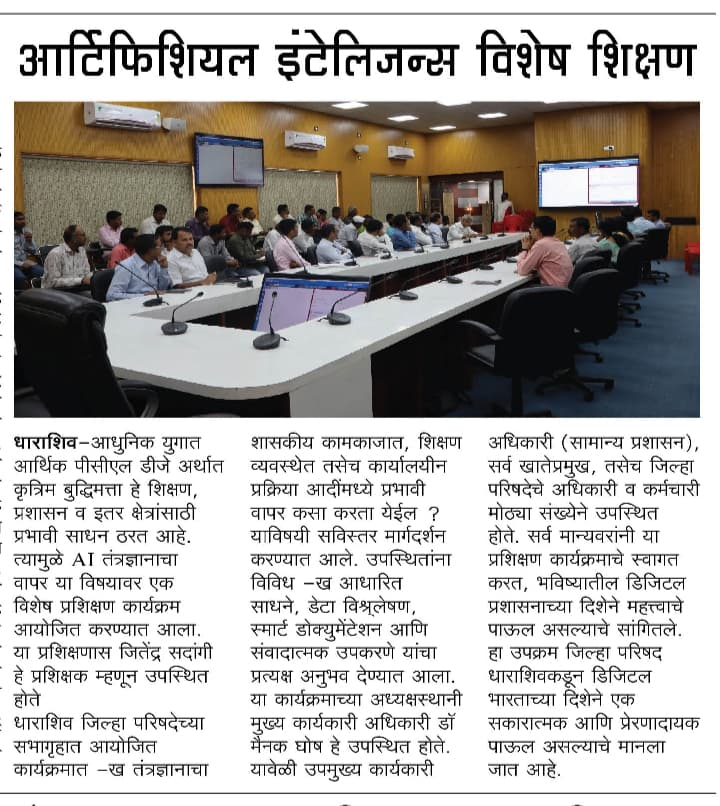 आर्टिफिशियल इंटेलिजन्स विशेष शिक्षण
धाराशिव–आधुनिक युगात
आर्थिक पीसीएल डीजे अर्थात
कृत्रिम बुद्धिमत्ता हे शिक्षण,
प्रशासन व इतर क्षेत्रांसाठी
प्रभावी साधन ठरत आहे.
त्यामुळे AI तंत्रज्ञानाचा
वापर या विषयावर एक
विशेष प्रशिक्षण कार्यक्रम
आयोजित करण्यात आला.
या प्रशिक्षणास जितेंद्र सदांगी
हे प्रशिक्षक म्हणून उपस्थित
होते
धाराशिव जिल्हा परिषदेच्या
सभागृहात आयोजित
कार्यक्रमात –ख तंत्रज्ञानाचा
शासकीय कामकाजात, शिक्षण
व्यवस्थेत तसेच कार्यालयीन
प्रक्रिया आदींमध्ये प्रभावी
वापर कसा करता येईल ?
याविषयी सविस्तर मार्गदर्शन
करण्यात आले. उपस्थितांना
विविध –ख आधारित
साधने, डेटा विश्र्लेषण,
स्मार्ट डोक्युमेंटेशन आणि
संवादात्मक उपकरणे यांचा
प्रत्यक्ष अनुभव देण्यात आला.
या कार्यक्रमाच्या अध्यक्षस्थानी
मुख्य कार्यकारी अधिकारी डॉ
मैनक घोष हे उपस्थित होते.
यावेळी उपमुख्य कार्यकारी
अधिकारी (सामान्य प्रशासन),
सर्व खातेप्रमुख, तसेच जिल्हा
परिषदेचे अधिकारी व कर्मचारी
मोठ्या संख्येने उपस्थित
होते. सर्व मान्यवरांनी या
प्रशिक्षण कार्यक्रमाचे स्वागत
करत, भविष्यातील डिजिटल
प्रशासनाच्या दिशेने महत्त्वाचे
पाऊल असल्याचे सांगितले.
हा उपक्रम जिल्हा परिषद
धाराशिवकडून डिजिटल
भारताच्या दिशेने एक
सकारात्मक आणि प्रेरणादायक
पाऊल असल्याचे मानला
जात आहे.